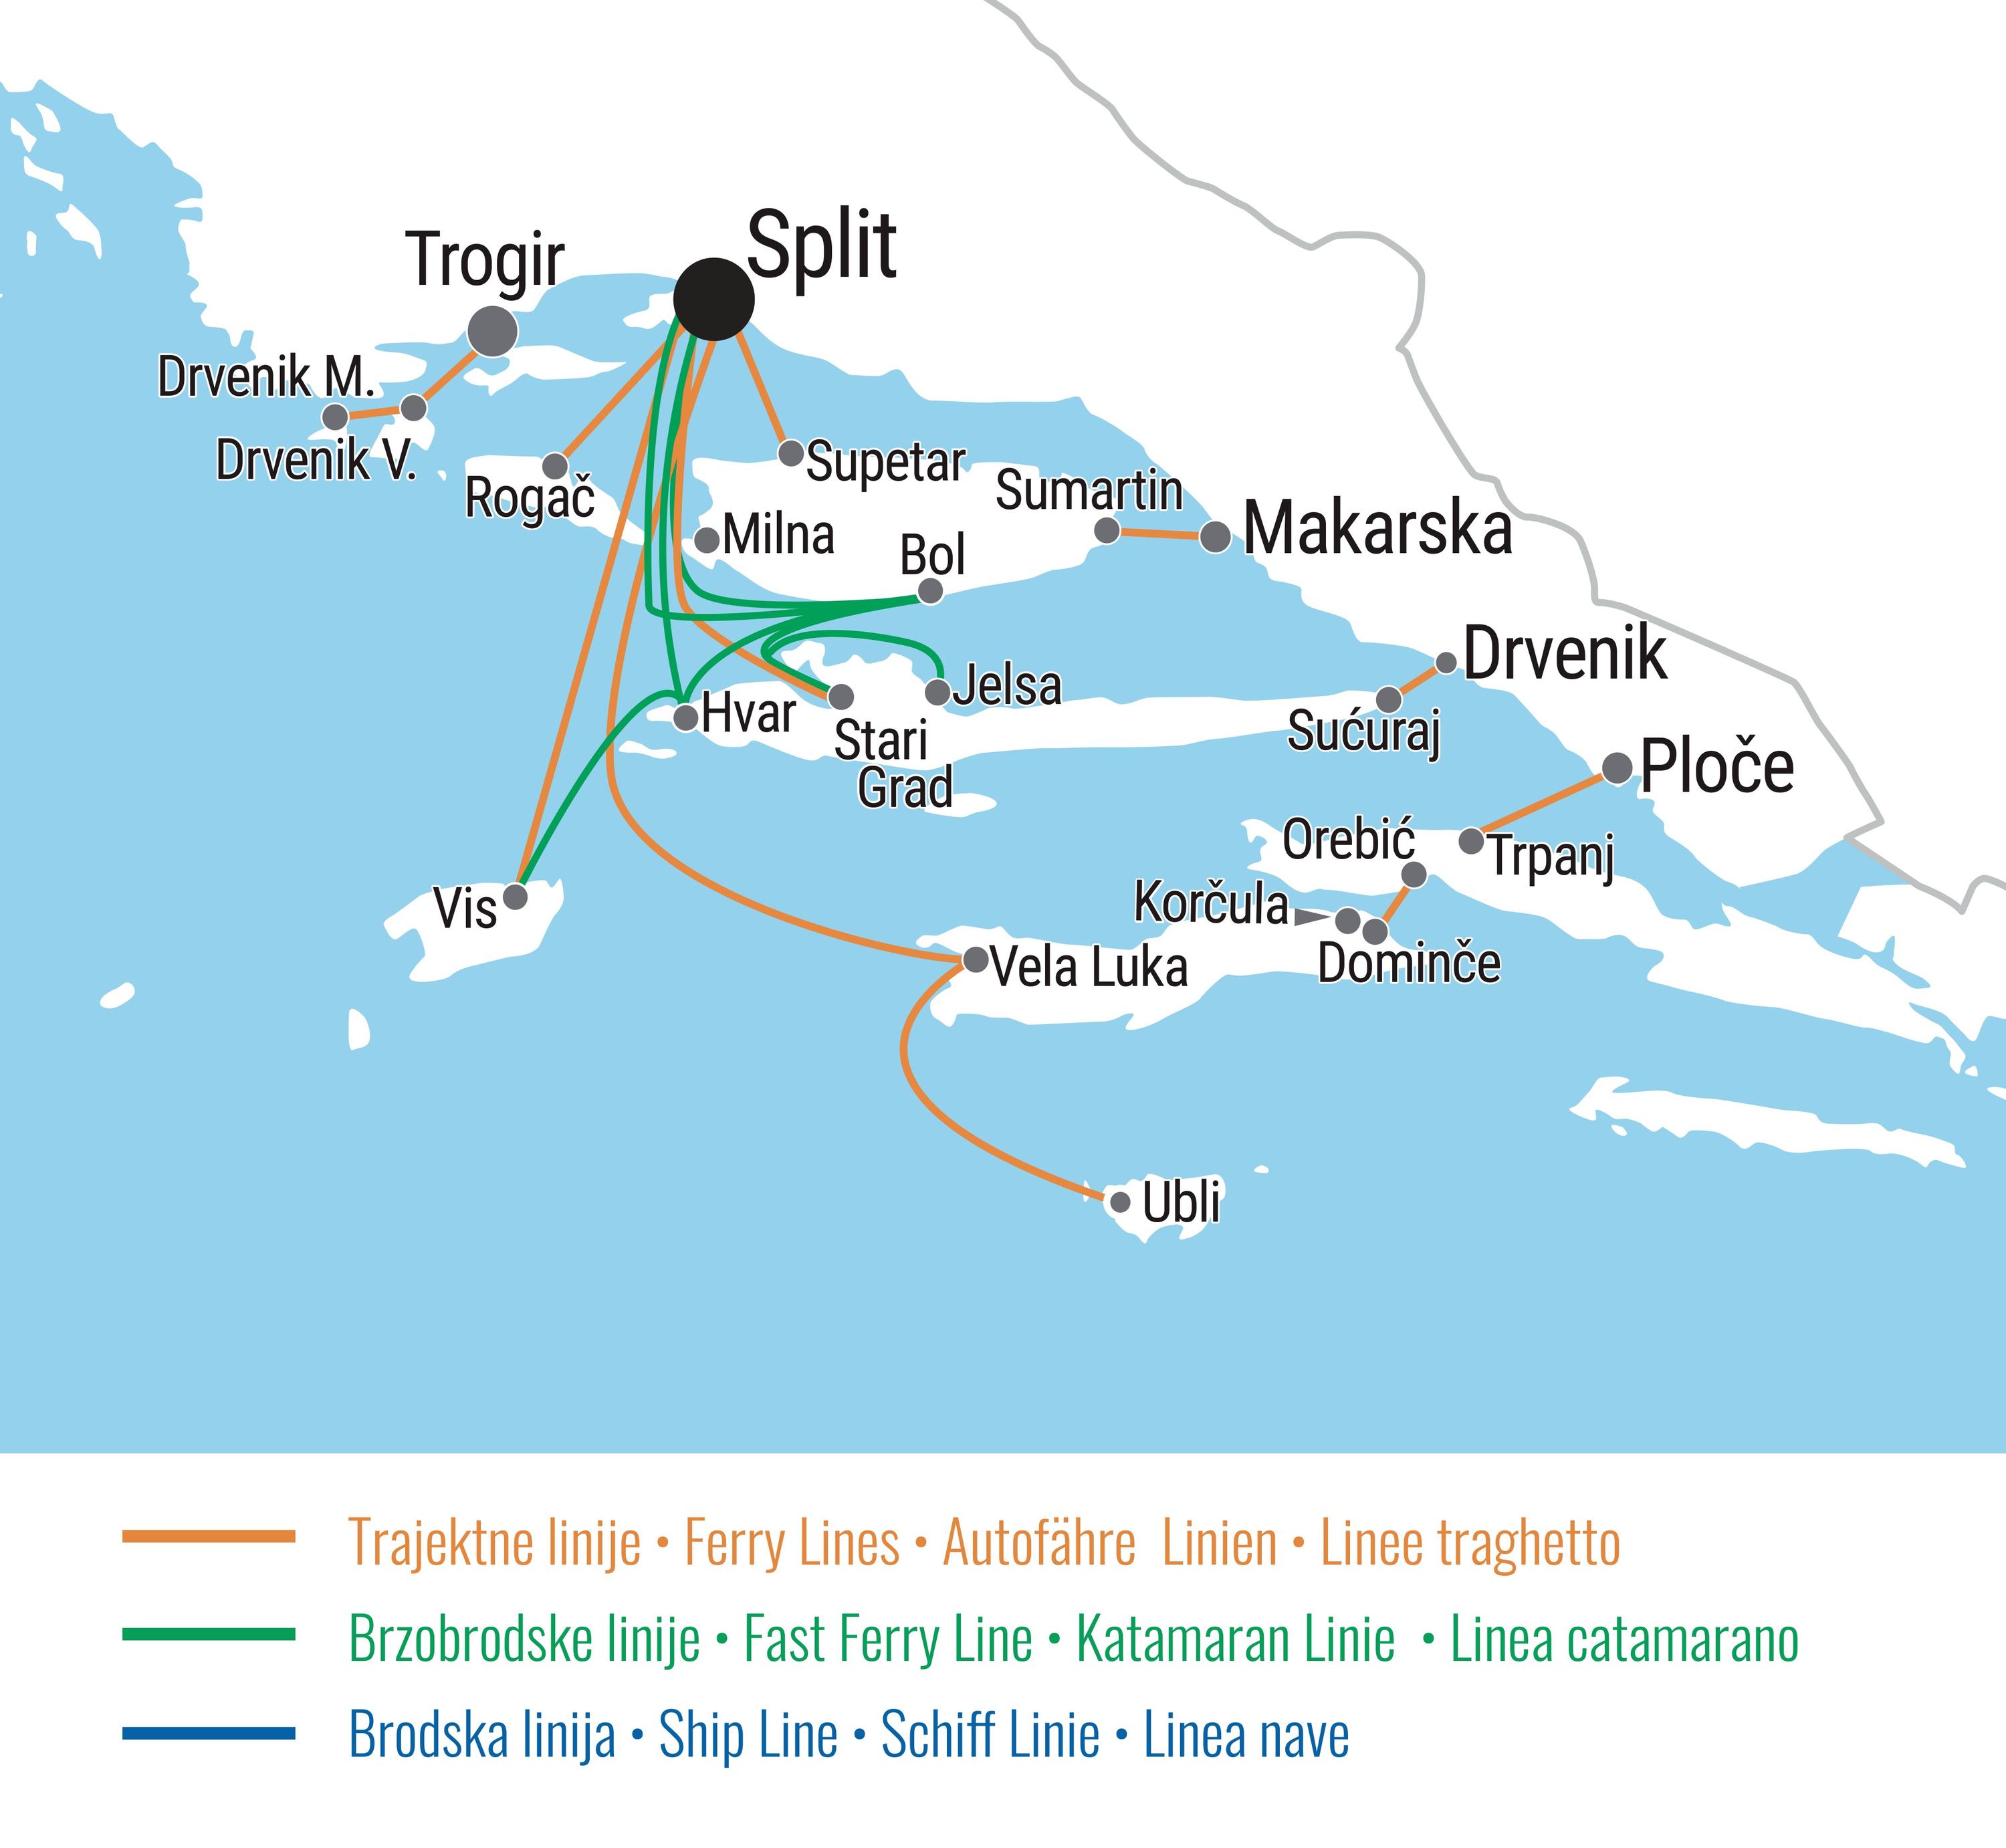 Split
Trogir
Drvenik M.
Drvenik V.
Rogač
Supetar
Sumartin
Milna
Bol
Makarska
Drvenik
Hvar
Jelsa
Stari
Grad
Sućuraj
Ploče
Orebić
Trpanj
Vis
Korčula
Dominče
Vela Luka
Ubli
Trajektne linije • Ferry Lines • Autofähre Linien • Linee traghetto
Brzobrodske linije • Fast Ferry Line • Katamaran Linie • Linea catamarano
Brodska linija • Ship Line • Schiff Linie • Linea nave